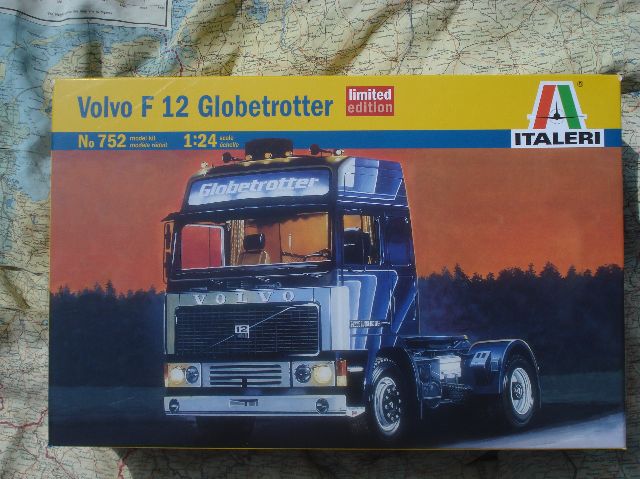 Volvo F 12 Globetrotter
limited
edition
No 752 model kit
modèle réduit
1:24 scale
échelle
ITALERI
®
Globetrotter
VOLVO
12